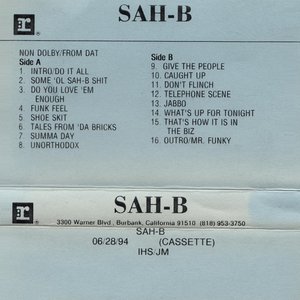 SAH-B
NON DOLBY/FROM DAT
Side A
1. INTRO/DO IT ALL
2. SOME 'OL SAH-B SHIT
3. DO YOU LOVE 'EM
ENOUGH
4. FUNK FEEL
5. SHOE SKIT
6. TALES FROM 'DA BRICKS
7. SUMMA DAY
8. UNORTHODOX
Side B
9. GIVE THE PEOPLE
10. CAUGHT UP
11. DON'T FLINCH
12. TELEPHONE SCENE
13. JABBO
14. WHAT'S UP FOR TONIGHT
15. THAT'S HOW IT IS IN
THE BIZ
16. OUTRO/MR. FUNKY
SAH-B
3300 Warner Blvd., Burbank, California 91510 (818) 953-3750
SAH-B
06/28/94 (CASSETTE)
IHS/JM